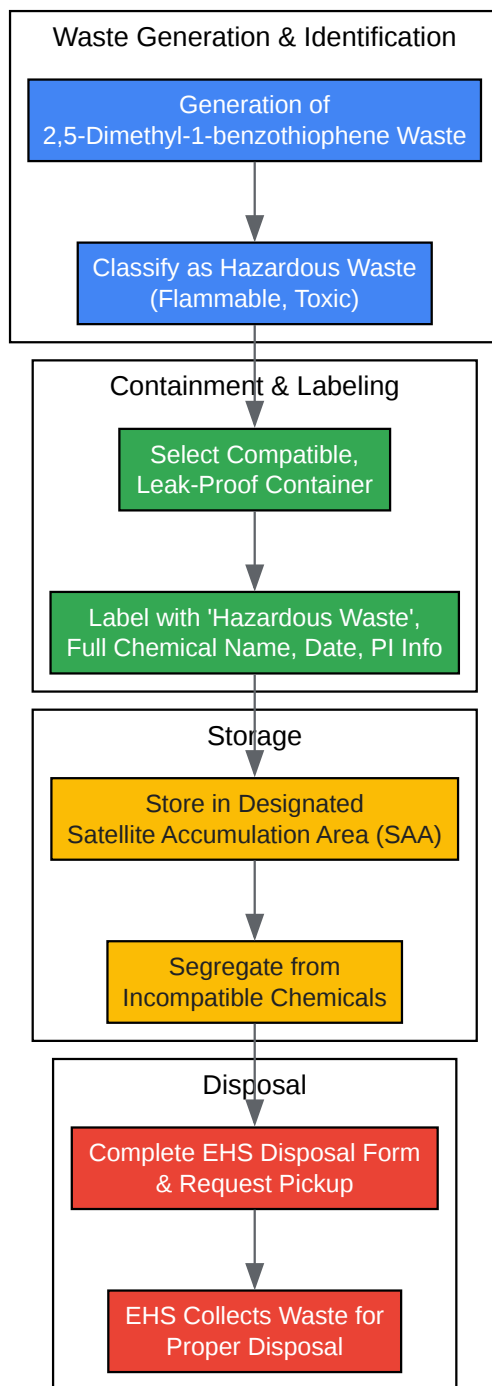 Waste Generation & Identification
Generation of
2,5-Dimethyl-1-benzothiophene Waste
Classify as Hazardous Waste
(Flammable, Toxic)
Containment & Labeling
Select Compatible,
Leak-Proof Container
Label with 'Hazardous Waste',
Full Chemical Name, Date, PI Info
Storage
Store in Designated
Satellite Accumulation Area (SAA)
Segregate from
Incompatible Chemicals
Disposal
Complete EHS Disposal Form
& Request Pickup
EHS Collects Waste for
Proper Disposal